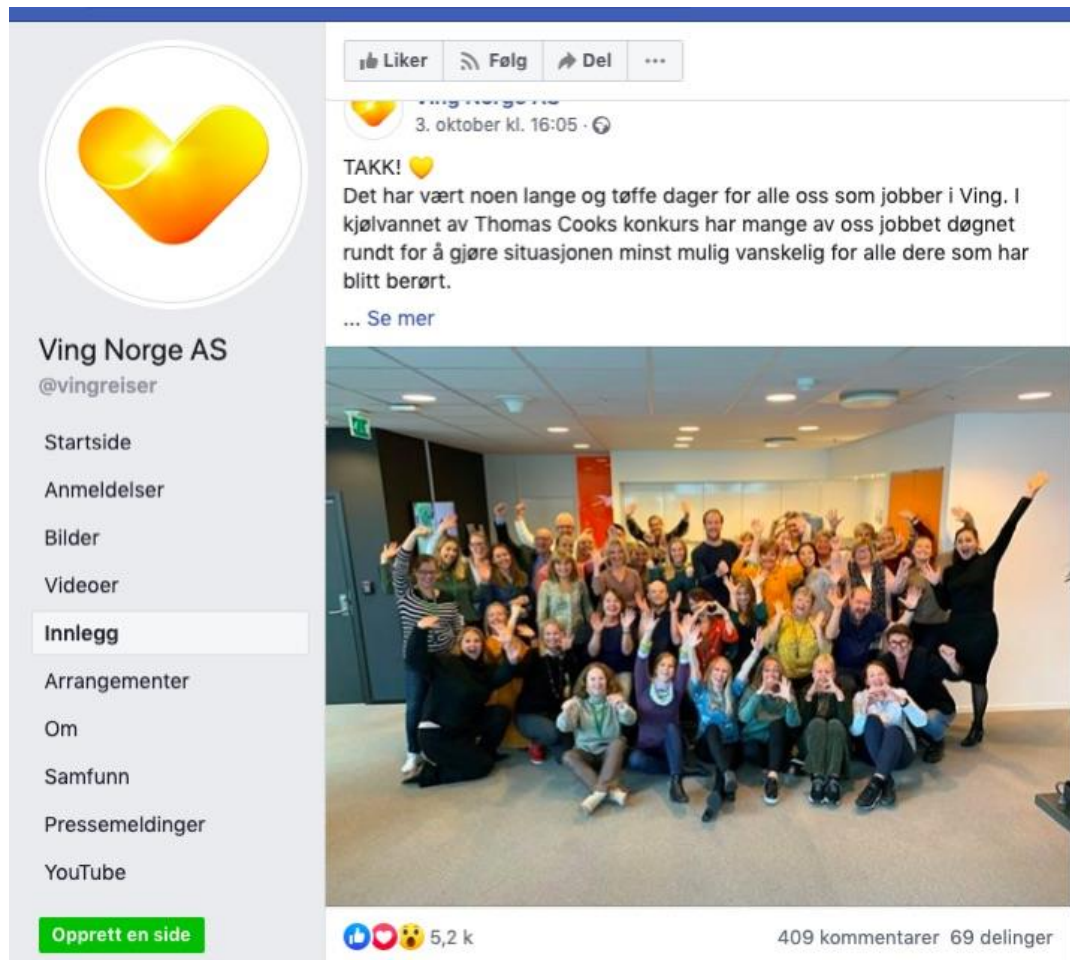 Liker Følg Del ...
Ving Norge AS
3. oktober kl. 16:05
TAKK! 💛
Det har vært noen lange og tøffe dager for alle oss som jobber i Ving. I
kjølvannet av Thomas Cooks konkurs har mange av oss jobbet døgnet
rundt for å gjøre situasjonen minst mulig vanskelig for alle dere som har
blitt berørt.
... Se mer
Ving Norge AS
@vingreiser
Startside
Anmeldelser
Bilder
Videoer
Innlegg
Arrangementer
Om
Samfunn
Pressemeldinger
YouTube
Opprett en side
5,2 k
409 kommentarer 69 delinger